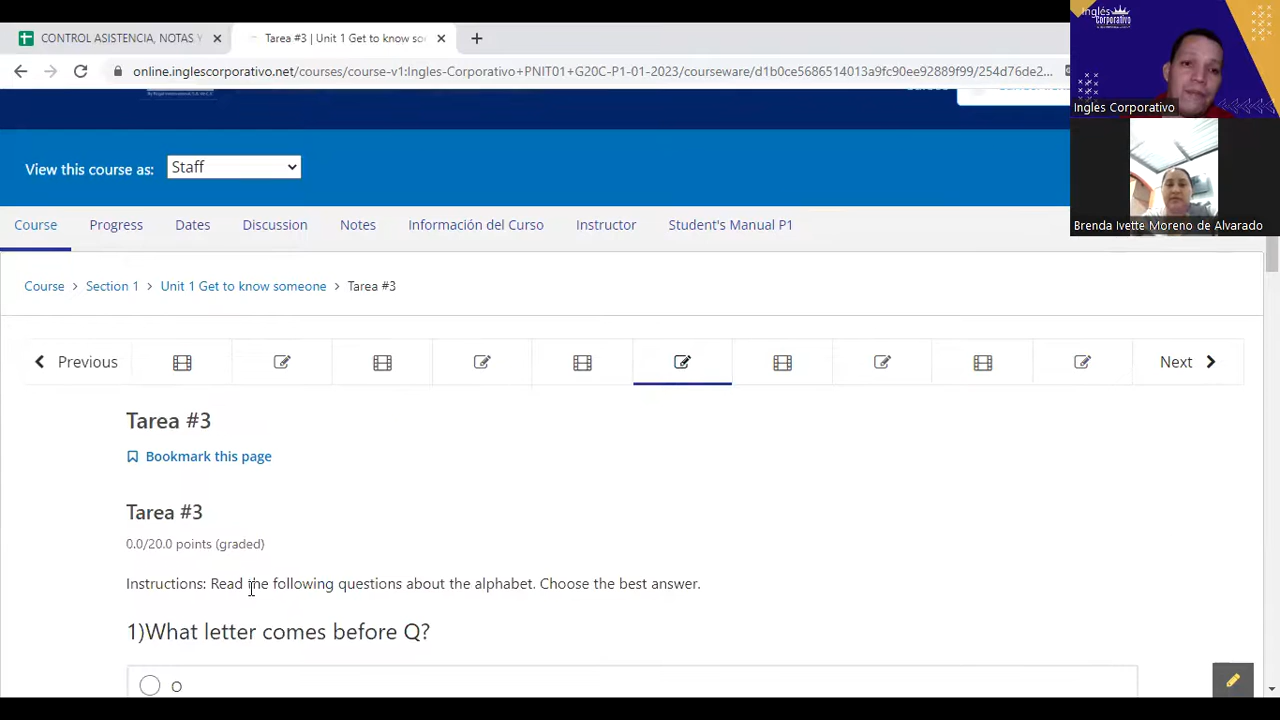 CONTROL ASISTENCIA, NOTAS Y
Tarea #3 | Unit 1 Get to know so
online.inglescorporativo.net/courses/course-v1:Ingles-Corporativo+PNIT01+G20C-P1-01-2023/courseware/d1b0ce5686514013a9fc90ee92889f99/254d76de2...
Inglés
Corporativo
Ingles Corporativo
Brenda Ivette Moreno de Alvarado
View this course as:
Staff
Course
Progress
Dates
Discussion
Notes
Información del Curso
Instructor
Student's Manual P1
Course > Section 1 > Unit 1 Get to know someone > Tarea #3
Previous
Next
Tarea #3
Bookmark this page
Tarea #3
0.0/20.0 points (graded)
Instructions: Read the following questions about the alphabet. Choose the best answer.
1)What letter comes before Q?
O